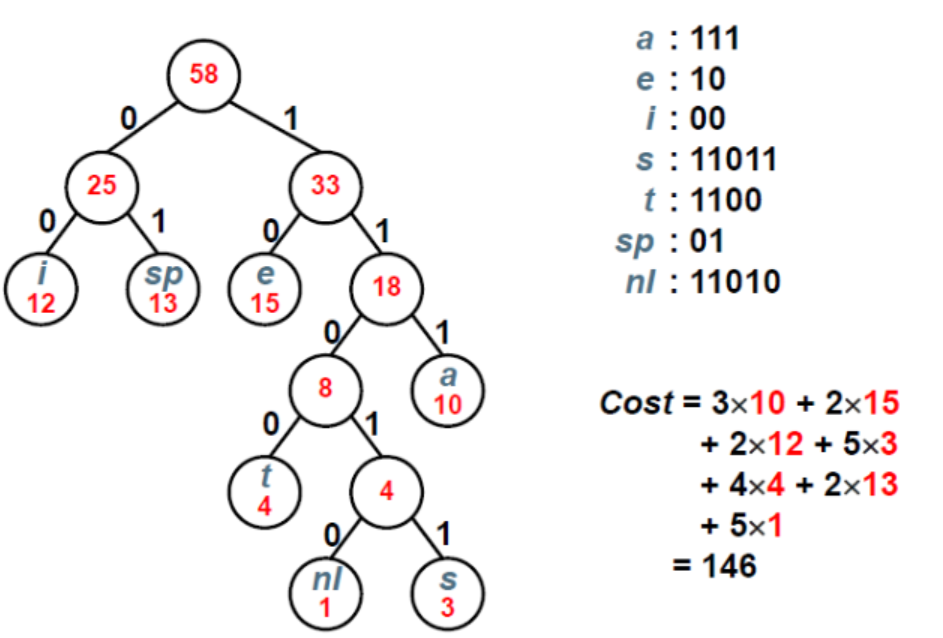 58
0 1
25 33
0 1 0 1
i sp e 18
12 13 15
0 1
8 a
10
0 1
t 4
4
0 1
nl s
1 3
a : 111
e : 10
i : 00
s : 11011
t : 1100
sp : 01
nl : 11010
Cost = 3×10 + 2×15
+ 2×12 + 5×3
+ 4×4 + 2×13
+ 5×1
= 146